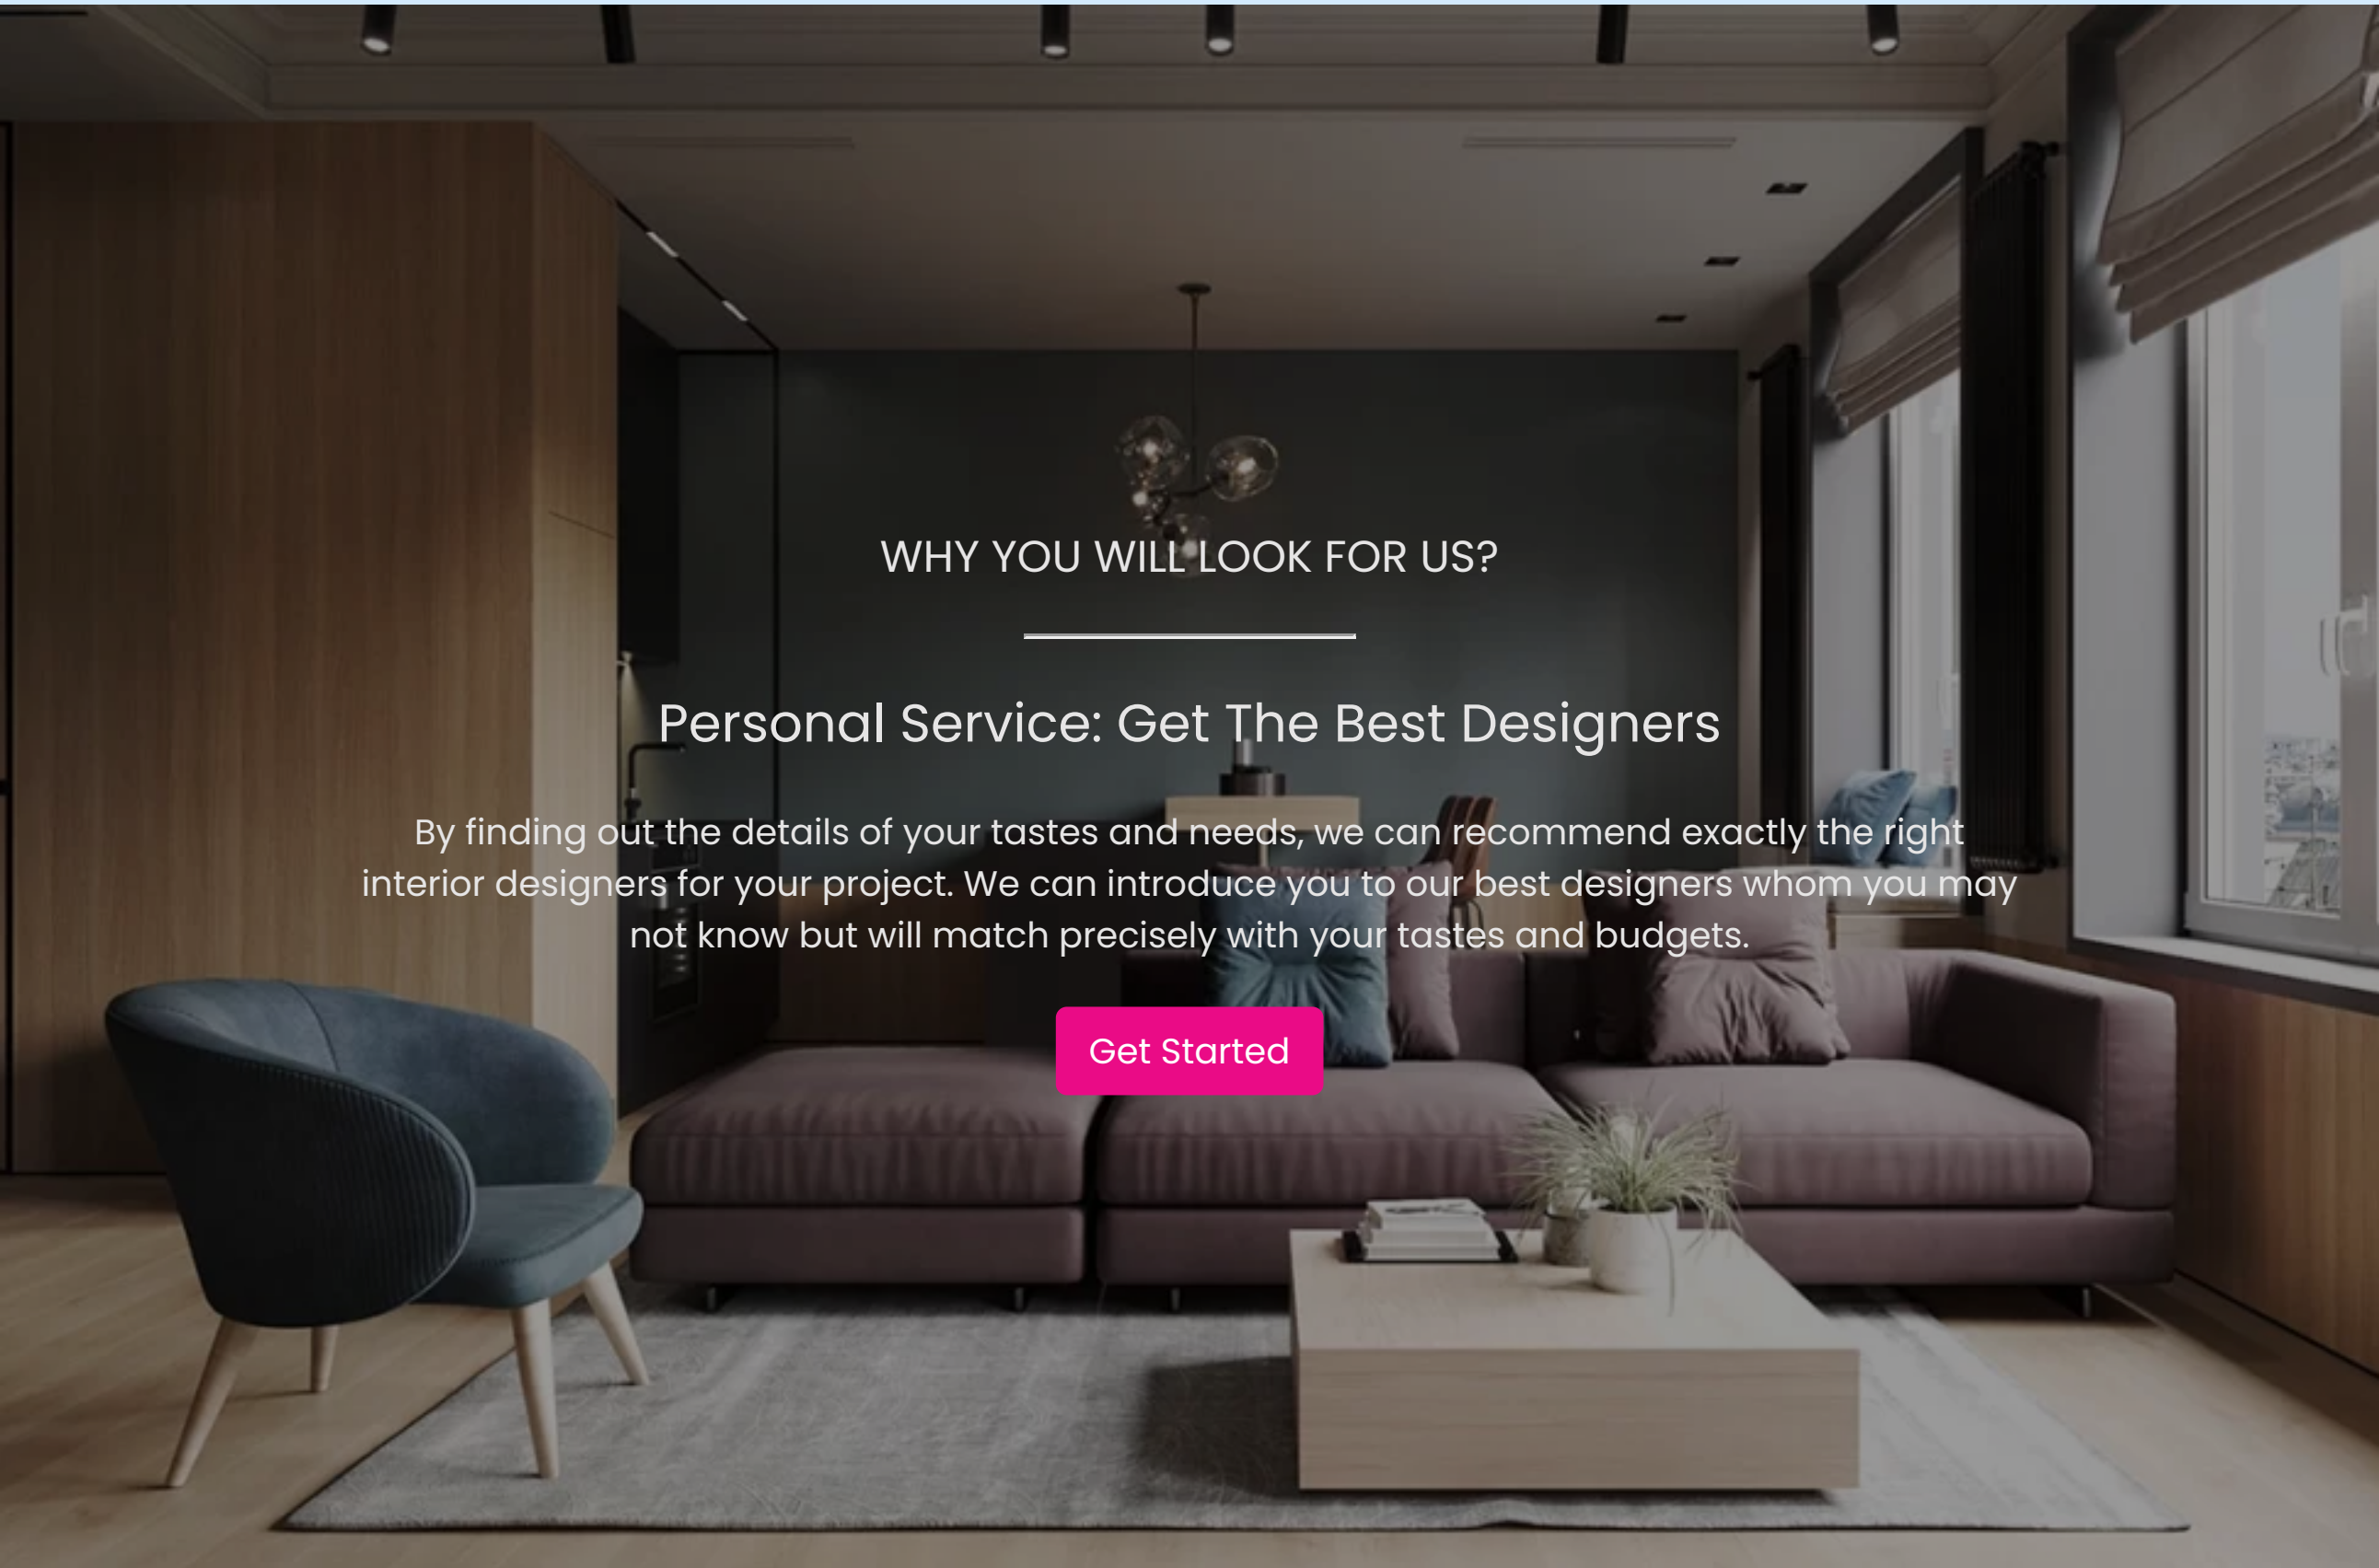 WHY YOU WILL LOOK FOR US?
Personal Service: Get The Best Designers
By finding out the details of your tastes and needs, we can recommend exactly the right
interior designers for your project. We can introduce you to our best designers whom you may
not know but will match precisely with your tastes and budgets.
Get Started